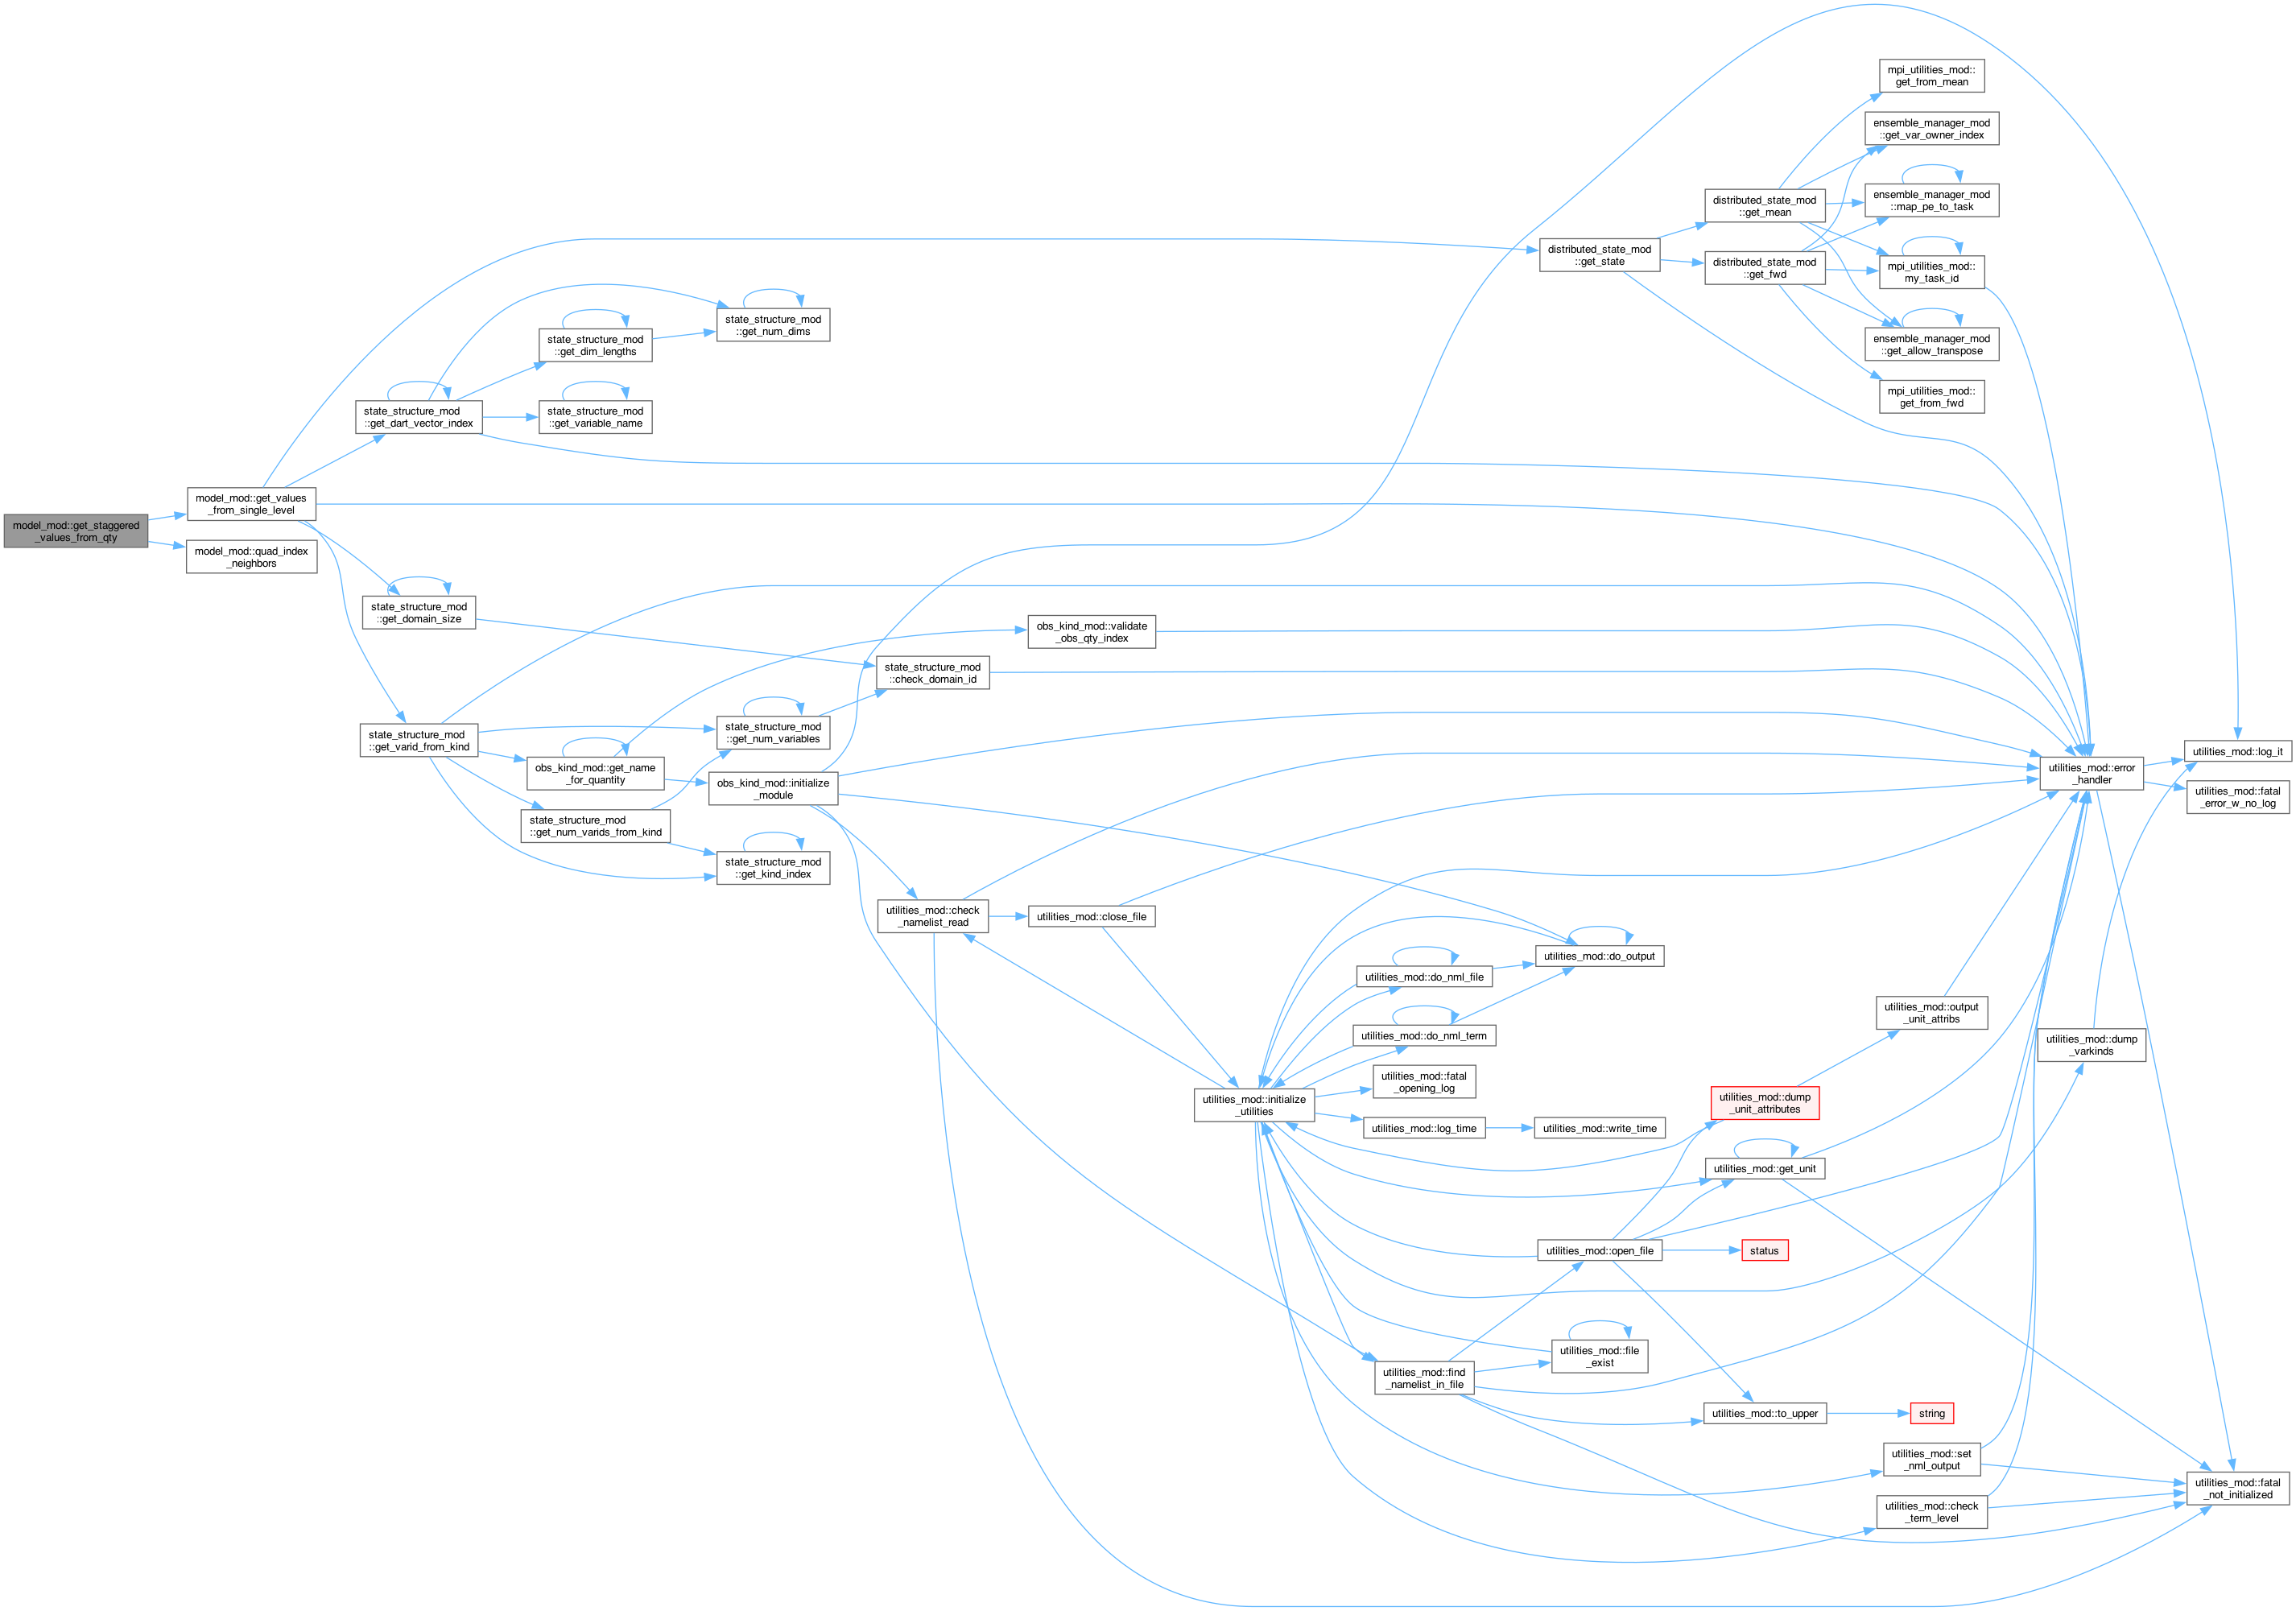 model_mod::get_staggered
_values_from_qty
model_mod::get_values
_from_single_level
model_mod::quad_index
_neighbors
state_structure_mod
::get_dart_vector_index
state_structure_mod
::get_domain_size
state_structure_mod
::get_varid_from_kind
state_structure_mod
::get_dim_lengths
state_structure_mod
::get_variable_name
obs_kind_mod::get_name
_for_quantity
state_structure_mod
::get_num_varids_from_kind
state_structure_mod
::get_num_dims
state_structure_mod
::get_num_variables
obs_kind_mod::initialize
_module
state_structure_mod
::get_kind_index
state_structure_mod
::check_domain_id
utilities_mod::check
_namelist_read
obs_kind_mod::validate
_obs_qty_index
utilities_mod::close_file
utilities_mod::initialize
_utilities
utilities_mod::do_nml_file
utilities_mod::do_nml_term
utilities_mod::fatal
_opening_log
utilities_mod::log_time
utilities_mod::find
_namelist_in_file
distributed_state_mod
::get_state
utilities_mod::do_output
utilities_mod::write_time
utilities_mod::open_file
utilities_mod::file
_exist
distributed_state_mod
::get_mean
distributed_state_mod
::get_fwd
utilities_mod::dump
_unit_attributes
utilities_mod::get_unit
status
utilities_mod::to_upper
mpi_utilities_mod::
get_from_mean
ensemble_manager_mod
::get_var_owner_index
ensemble_manager_mod
::map_pe_to_task
mpi_utilities_mod::
my_task_id
ensemble_manager_mod
::get_allow_transpose
mpi_utilities_mod::
get_from_fwd
utilities_mod::output
_unit_attribs
string
utilities_mod::set
_nml_output
utilities_mod::check
_term_level
utilities_mod::error
_handler
utilities_mod::dump
_varkinds
utilities_mod::log_it
utilities_mod::fatal
_error_w_no_log
utilities_mod::fatal
_not_initialized